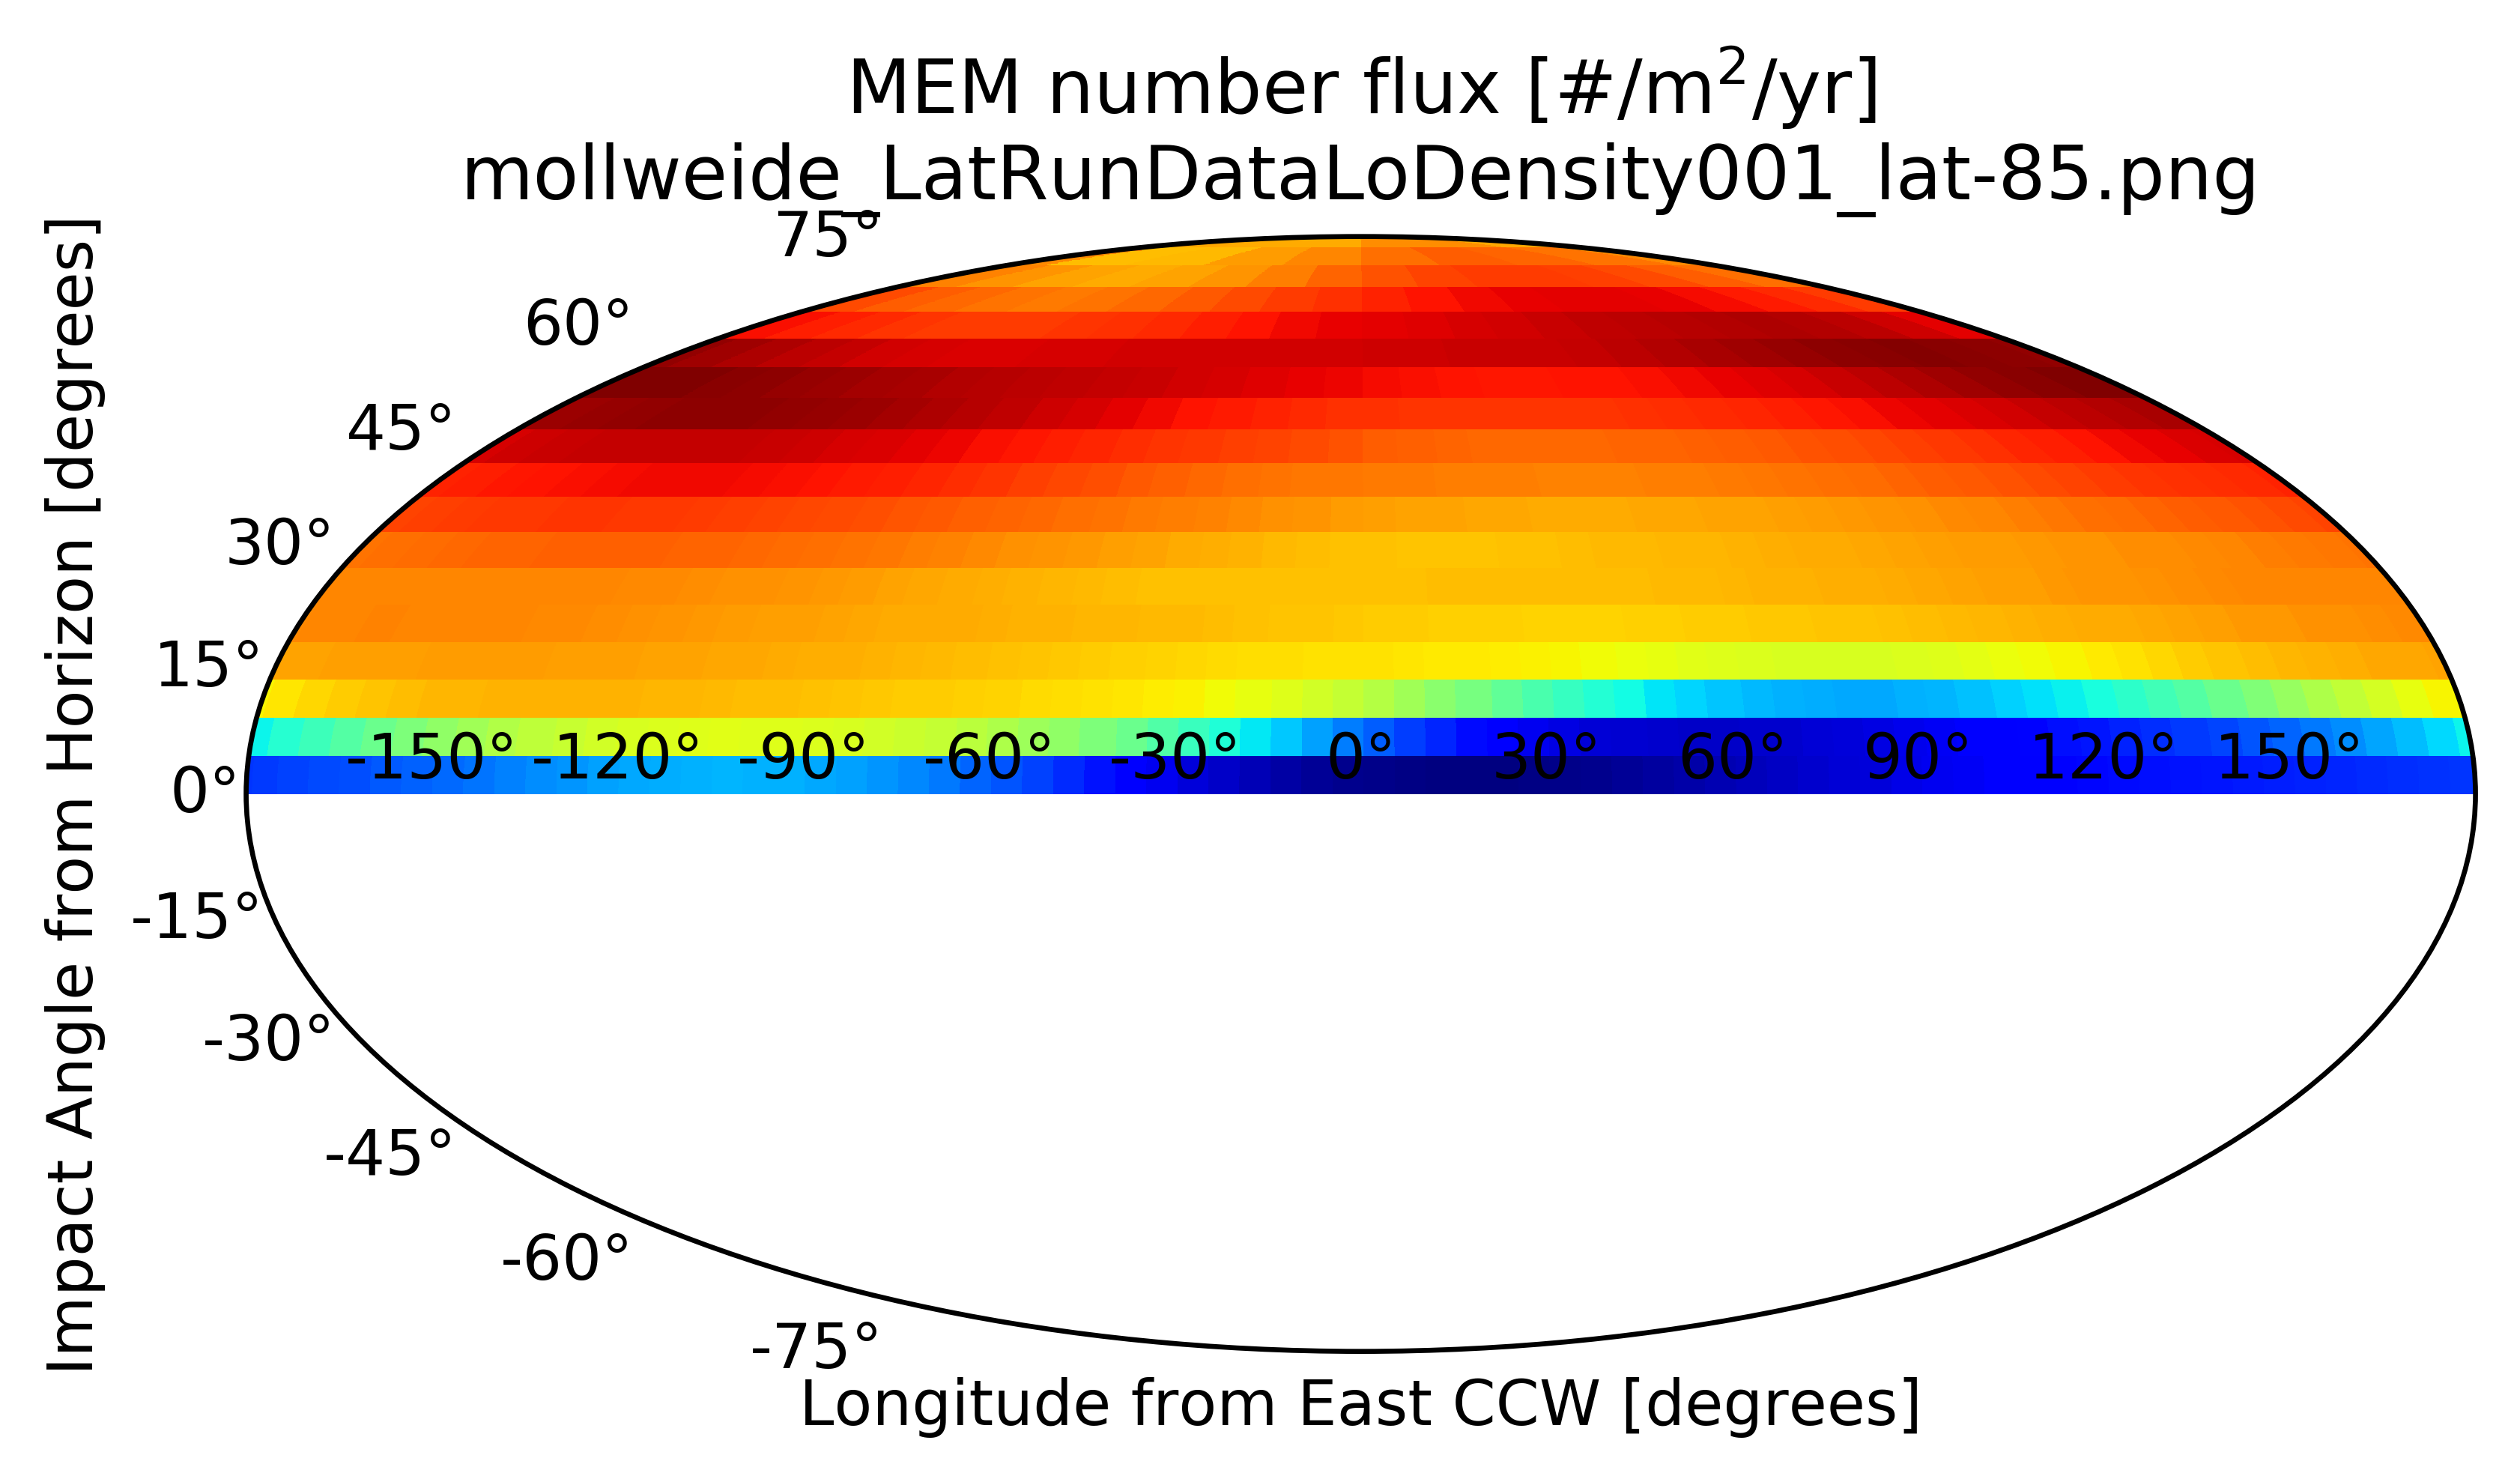 MEM number flux [#/m²/yr]
mollweide_LatRunDataLoDensity001_lat-85.png
Impact Angle from Horizon [degrees]
75°
60°
45°
30°
15°
0°
-15°
-30°
-45°
-60°
-75°
-150° -120° -90° -60° -30° 0° 30° 60° 90° 120° 150°
Longitude from East CCW [degrees]